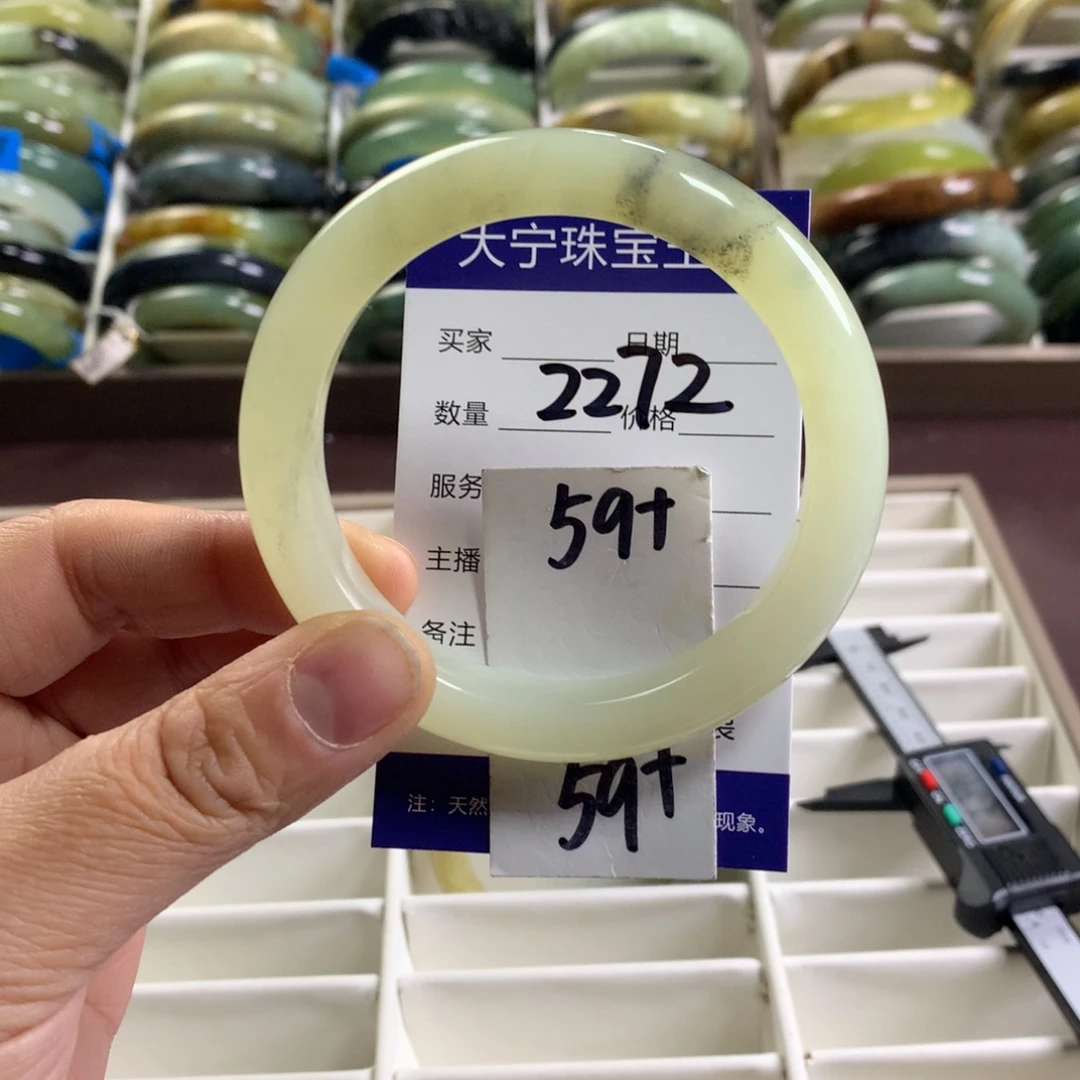 大宁珠宝
买家 日期
2272
数量 价格
服务
59+
主播
备注
59+
注：天然 现象。